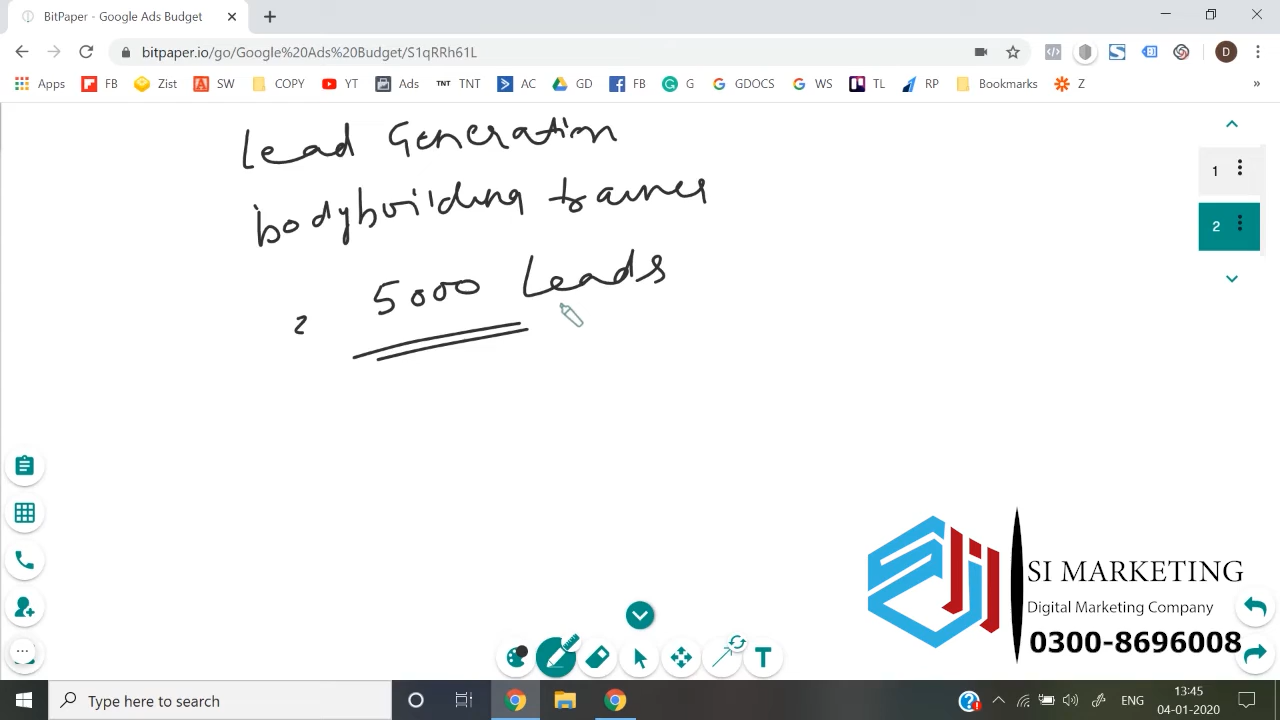 BitPaper - Google Ads Budget
bitpaper.io/go/Google%20Ads%20Budget/S1qRRh61L
D
Apps FB Zist SW COPY YT Ads TNT TNT AC GD FB G GDOCS WS TL RP Bookmarks Z »
Lead Generation
bodybuilding trainer
5000 Leads
2
1
2
SI MARKETING
Digital Marketing Company
0300-8696008
T
Type here to search
ENG
13:45
04-01-2020